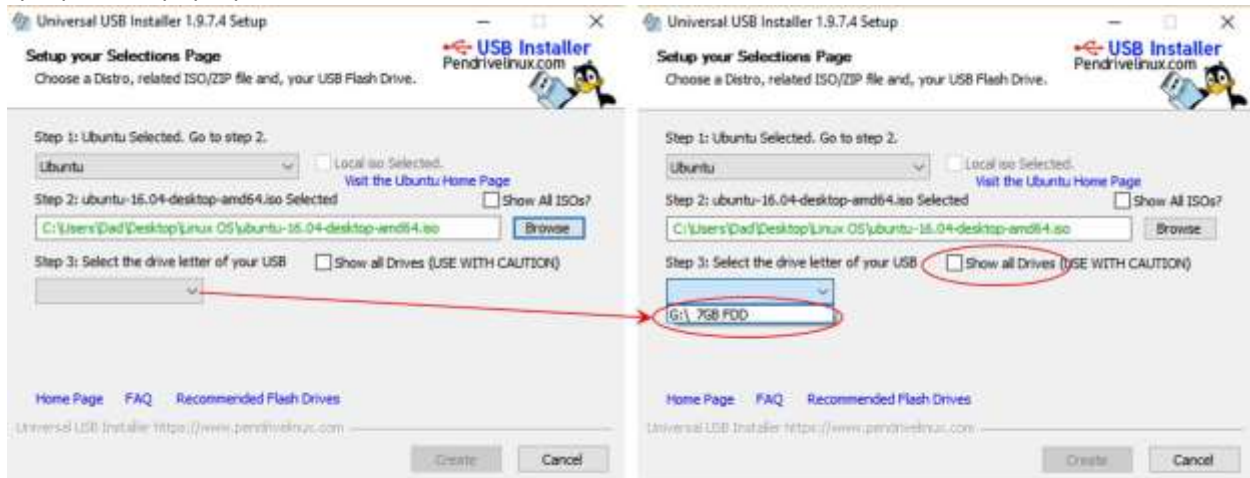 Universal USB Installer 1.9.7.4 Setup
Setup your Selections Page
Choose a Distro, related ISO/ZIP file and, your USB Flash Drive.
USB Installer
Pendrivelinux.com
Step 1: Ubuntu Selected. Go to step 2.
Ubuntu
Local iso Selected.
Visit the Ubuntu Home Page
Step 2: ubuntu-16.04-desktop-amd64.iso Selected
Show All ISOs?
C:\Users\Dad\Desktop\Linux OS\ubuntu-16.04-desktop-amd64.iso
Browse
Step 3: Select the drive letter of your USB
Show all Drives (USE WITH CAUTION)
Home Page FAQ Recommended Flash Drives
Universal USB Installer https://www.pendrivelinux.com
Create Cancel
Universal USB Installer 1.9.7.4 Setup
Setup your Selections Page
Choose a Distro, related ISO/ZIP file and, your USB Flash Drive.
USB Installer
Pendrivelinux.com
Step 1: Ubuntu Selected. Go to step 2.
Ubuntu
Local iso Selected.
Visit the Ubuntu Home Page
Step 2: ubuntu-16.04-desktop-amd64.iso Selected
Show All ISOs?
C:\Users\Dad\Desktop\Linux OS\ubuntu-16.04-desktop-amd64.iso
Browse
Step 3: Select the drive letter of your USB
Show all Drives (USE WITH CAUTION)
G:\ 7GB FDD
Home Page FAQ Recommended Flash Drives
Universal USB Installer https://www.pendrivelinux.com
Create Cancel